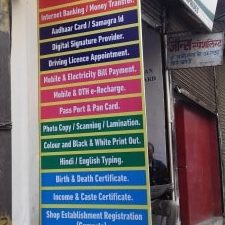 Internet Banking / Money Transfer.
Aadhaar Card / Samagra Id
Digital Signature Provider.
Driving Licence Appointment.
Mobile & Electricity Bill Payment.
Mobile & DTH e-Recharge.
Pass Port & Pan Card.
Photo Copy / Scanning / Lamination.
Colour and Black & White Print Out.
Hindi / English Typing.
Birth & Death Certificate.
Income & Caste Certificate.
Shop Establishment Registration